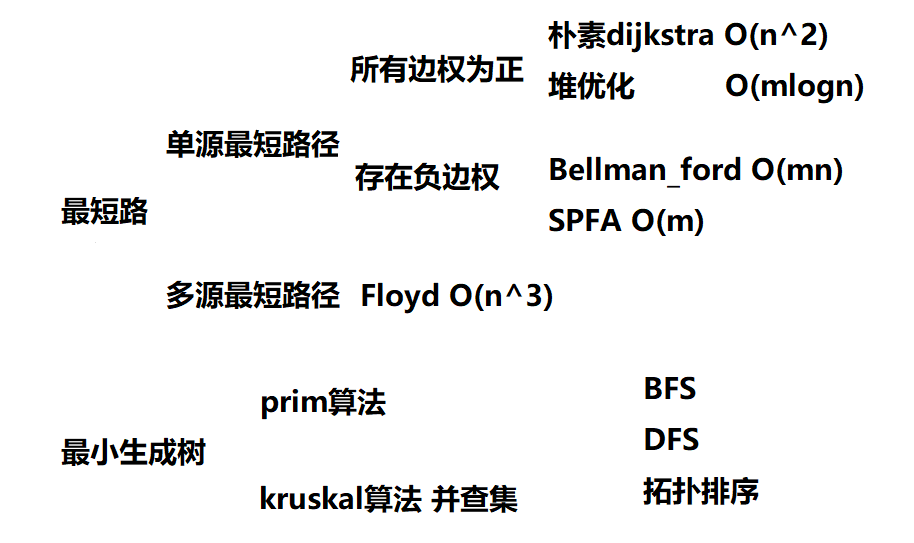 朴素dijkstra O(n^2)
所有边权为正
堆优化 O(mlogn)
单源最短路径
存在负边权
Bellman_ford O(mn)
最短路
SPFA O(m)
多源最短路径 Floyd O(n^3)
prim算法
BFS
DFS
最小生成树
kruskal算法 并查集
拓扑排序